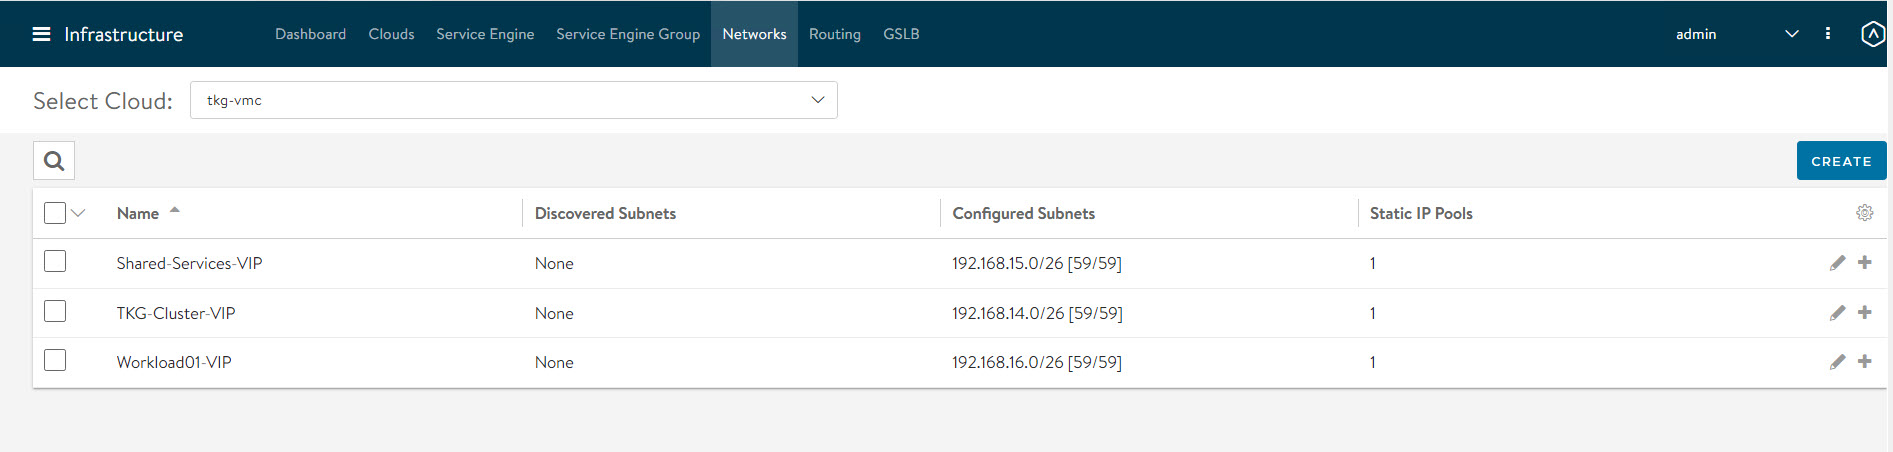 Infrastructure Dashboard Clouds Service Engine Service Engine Group Networks Routing GSLB admin
Select Cloud: tkg-vmc
CREATE
Name Discovered Subnets Configured Subnets Static IP Pools
Shared-Services-VIP None 192.168.15.0/26 [59/59] 1
TKG-Cluster-VIP None 192.168.14.0/26 [59/59] 1
Workload01-VIP None 192.168.16.0/26 [59/59] 1